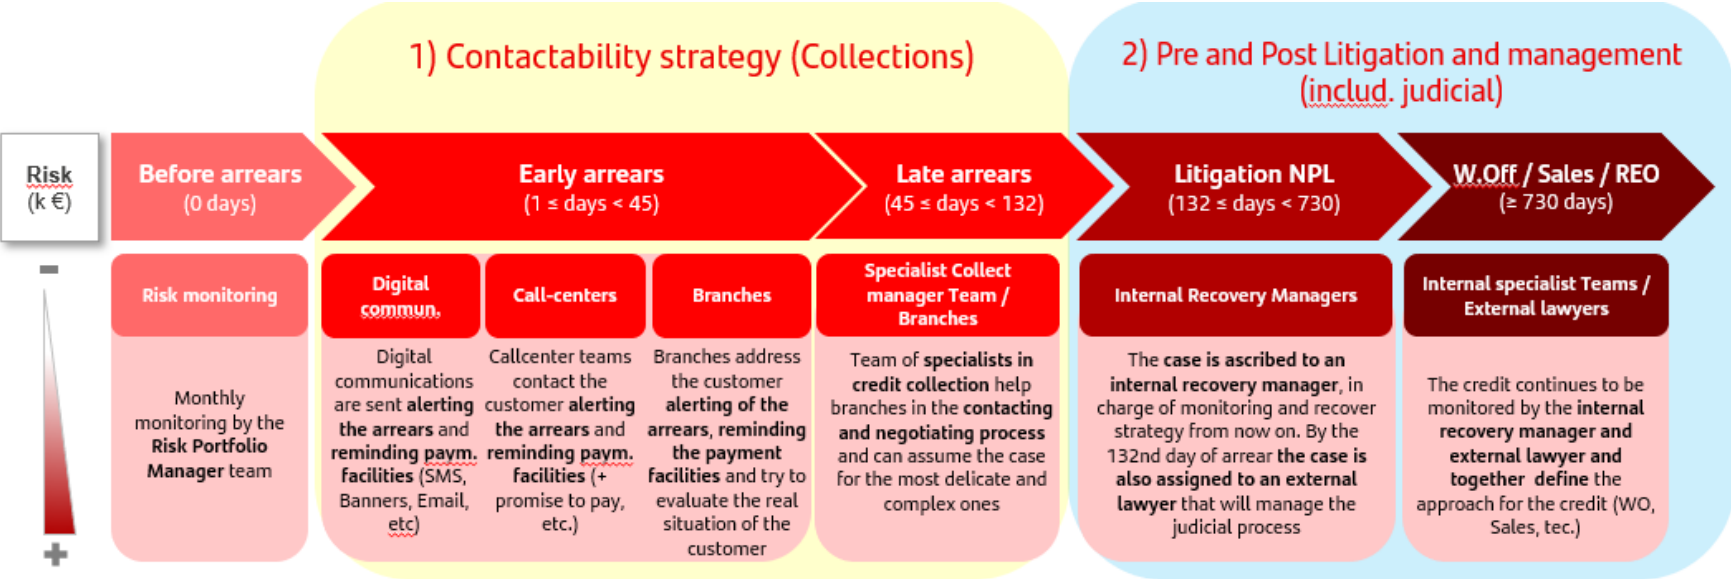 1) Contactability strategy (Collections)
2) Pre and Post Litigation and management
(includ. judicial)
Risk
(k €)
Before arrears
(0 days)
Early arrears
(1 ≤ days < 45)
Late arrears
(45 ≤ days < 132)
Litigation NPL
(132 ≤ days < 730)
W.Off / Sales / REO
(≥ 730 days)
-
+
Risk monitoring
Monthly
monitoring by the
Risk Portfolio
Manager team
Digital
commun.
Digital
communications
are sent alerting
the arrears and
reminding paym.
facilities (SMS,
Banners, Email,
etc)
Call-centers
Callcenter teams
contact the
customer alerting
the arrears and
reminding paym.
facilities (+
promise to pay,
etc.)
Branches
Branches address
the customer
alerting of the
arrears, reminding
the payment
facilities and try to
evaluate the real
situation of the
customer
Specialist Collect
manager Team /
Branches
Team of specialists in
credit collection help
branches in the contacting
and negotiating process
and can assume the case
for the most delicate and
complex ones
Internal Recovery Managers
The case is ascribed to an
internal recovery manager, in
charge of monitoring and recover
strategy from now on. By the
132nd day of arrear the case is
also assigned to an external
lawyer that will manage the
judicial process
Internal specialist Teams /
External lawyers
The credit continues to be
monitored by the internal
recovery manager and
external lawyer and
together define the
approach for the credit (WO,
Sales, tec.)